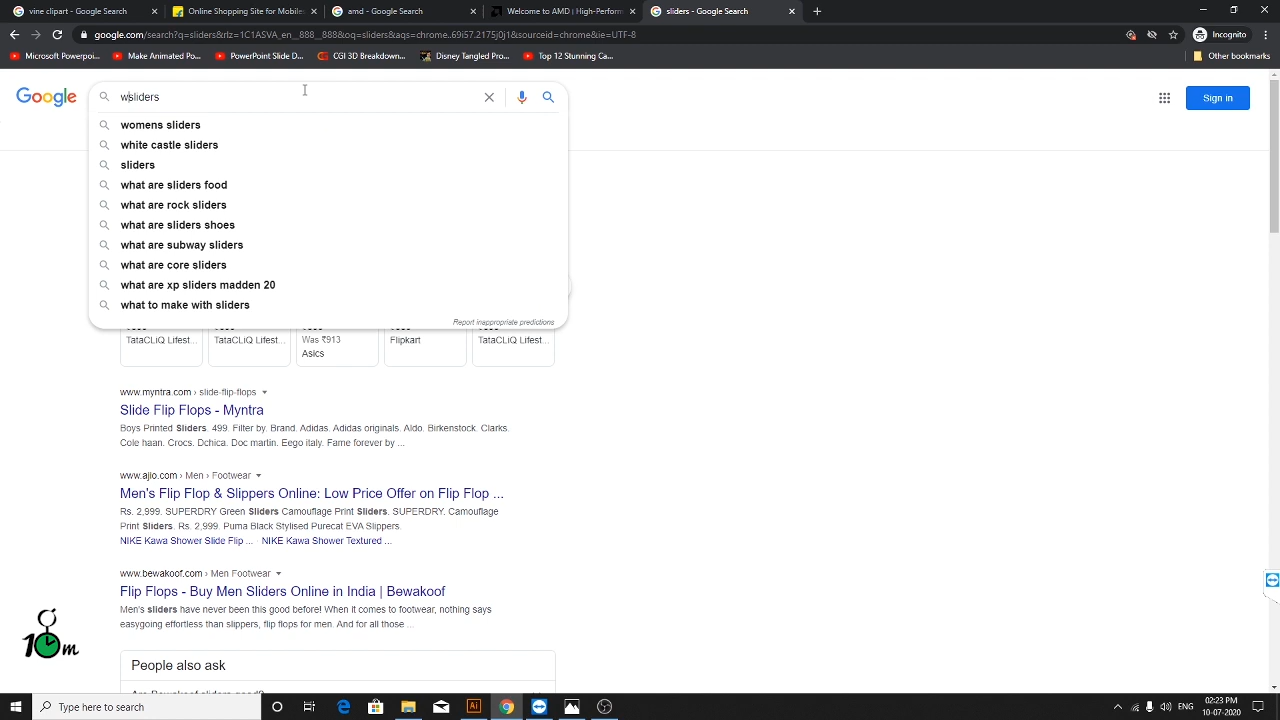 vine clipart - Google Search
Online Shopping Site for Mobiles
amd - Google Search
Welcome to AMD | High-Perform
sliders - Google Search
google.com/search?q=sliders&rlz=1C1ASVA_en__888__888&oq=sliders&aqs=chrome..69i57.2175j0j1&sourceid=chrome&ie=UTF-8
Incognito
Microsoft Powerpoi...
Make Animated Po...
PowerPoint Slide D...
CGI 3D Breakdown...
Disney Tangled Pro...
Top 12 Stunning Ca...
Other bookmarks
Google
wsliders
Sign in
womens sliders
white castle sliders
sliders
what are sliders food
what are rock sliders
what are sliders shoes
what are subway sliders
what are core sliders
what are xp sliders madden 20
what to make with sliders
Report inappropriate predictions
TataCLiQ Lifest...
TataCLiQ Lifest...
Was ₹913
Asics
Flipkart
TataCLiQ Lifest...
www.myntra.com › slide-flip-flops
Slide Flip Flops - Myntra
Boys Printed Sliders. 499. Filter by. Brand. Adidas. Adidas originals. Aldo. Birkenstock. Clarks.
Cole haan. Crocs. Dchica. Doc martin. Eego italy. Fame forever by ...
www.ajio.com › Men › Footwear
Men's Flip Flop & Slippers Online: Low Price Offer on Flip Flop ...
Rs. 2,999. SUPERDRY Green Sliders Camouflage Print Sliders. SUPERDRY, Camouflage
Print Sliders. Rs. 2,999. Puma Black Stylised Purecat EVA Slippers.
NIKE Kawa Shower Slide Flip ... NIKE Kawa Shower Textured ...
www.bewakoof.com › Men Footwear
Flip Flops - Buy Men Sliders Online in India | Bewakoof
Men's sliders have never been this good before! When it comes to footwear, nothing says
easygoing effortless than slippers, flip flops for men. And for all those ...
10m
People also ask
Are Bewakoof sliders good?
Type here to search
Ai
ENG
02:23 PM
10-07-2020